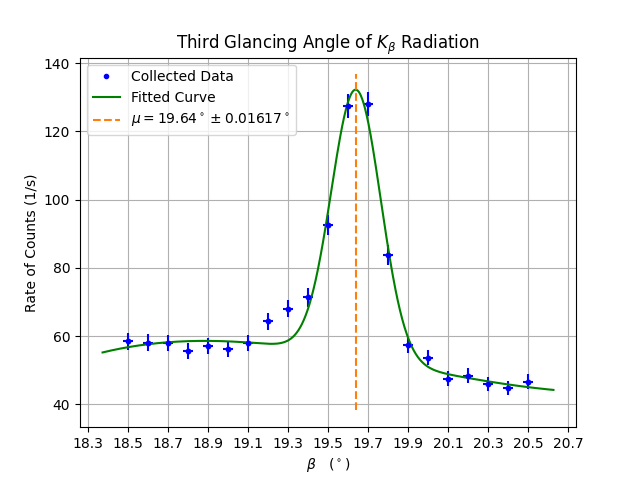 Third Glancing Angle of K_β Radiation
Collected Data
Fitted Curve
μ = 19.64° ± 0.01617°
Rate of Counts (1/s)
140
120
100
80
60
40
18.3 18.5 18.7 18.9 19.1 19.3 19.5 19.7 19.9 20.1 20.3 20.5 20.7
β (°)